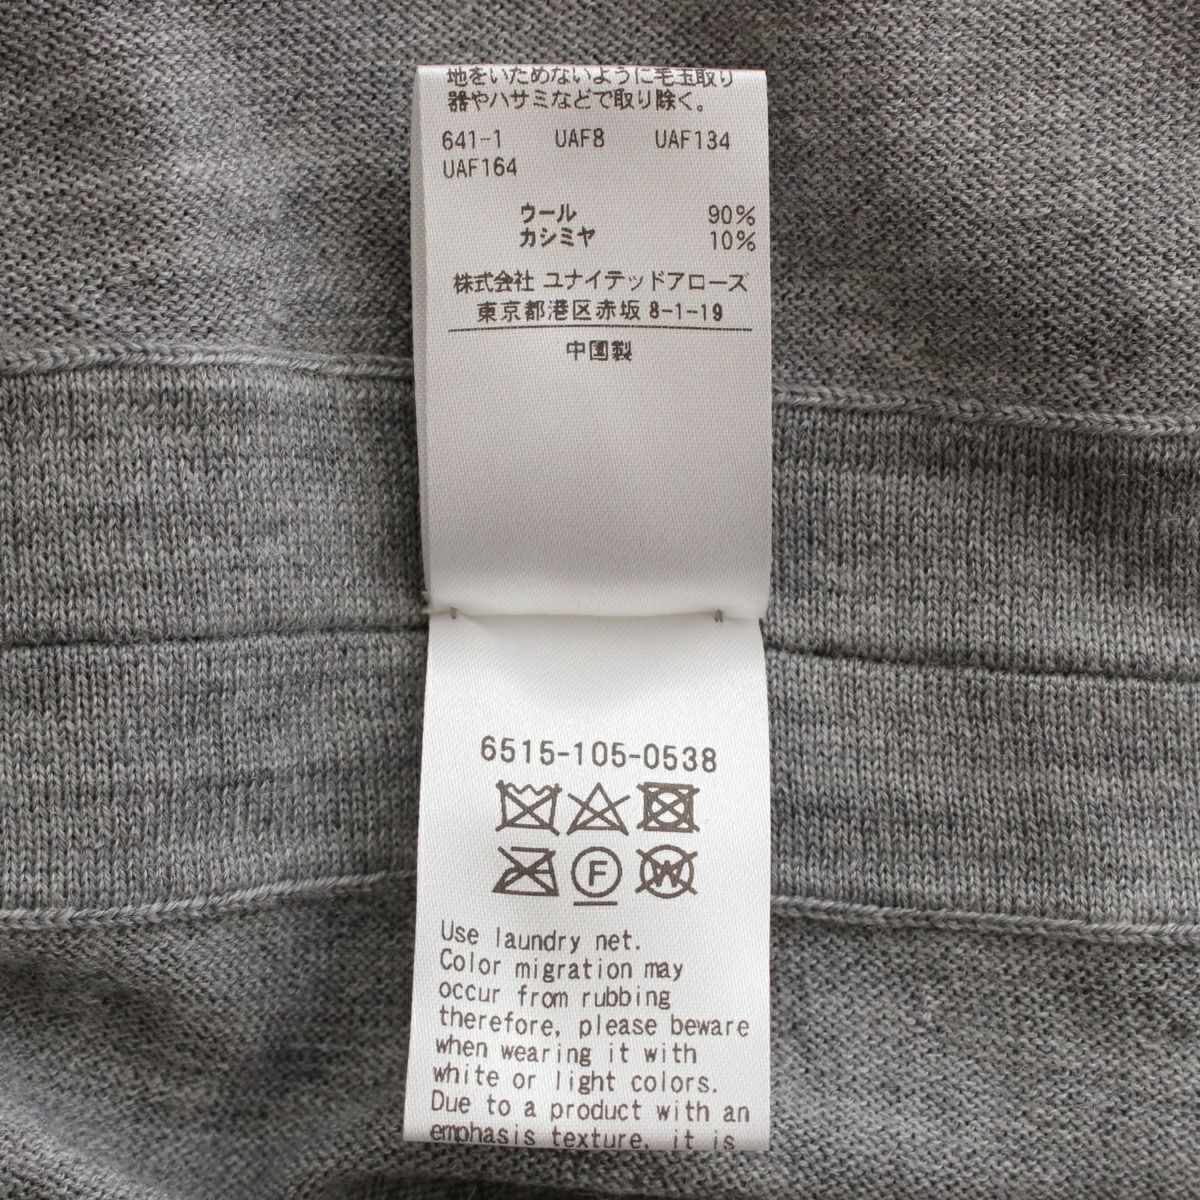 地をいためないように毛玉取り
器やハサミなどで取り除く。
641-1 UAF8 UAF134
UAF164
ウール 90%
カシミヤ 10%
株式会社 ユナイテッドアローズ
東京都港区赤坂 8-1-19
中国製
6515-105-0538
F W
Use laundry net.
Color migration may
occur from rubbing
therefore, please beware
when wearing it with
white or light colors.
Due to a product with an
emphasis texture, it is